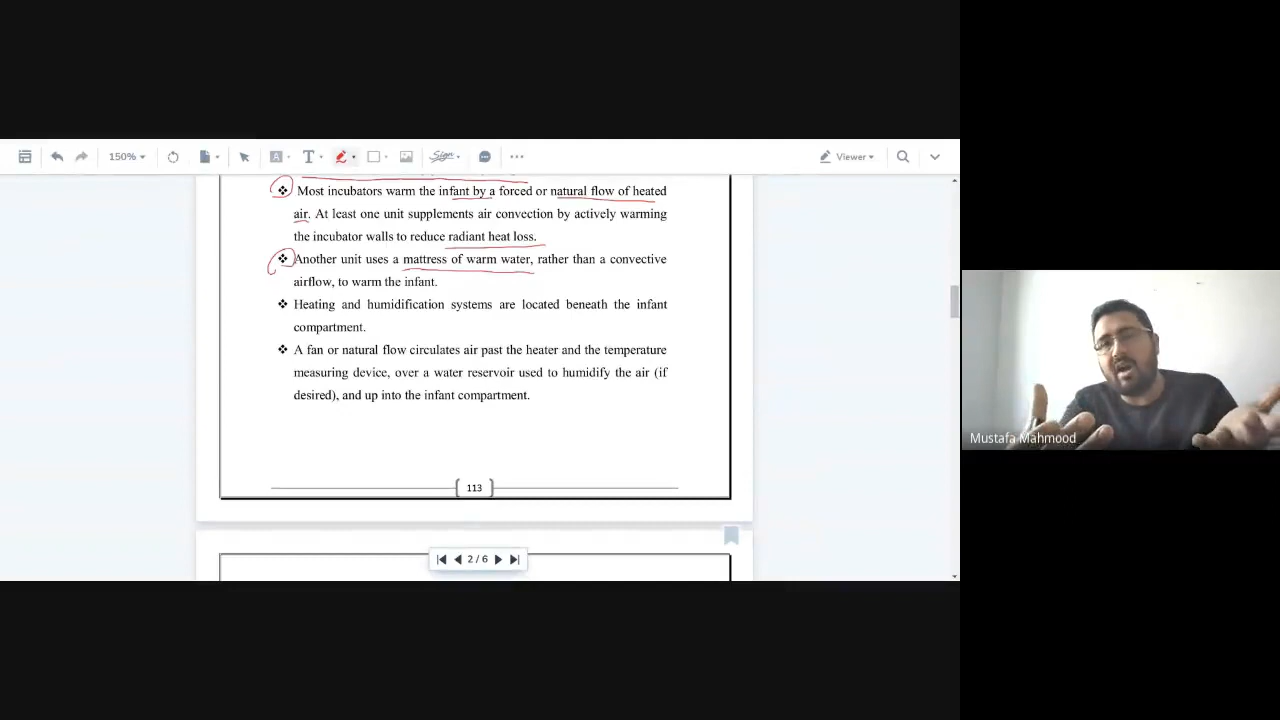 150%
Sign
Viewer
❖ Most incubators warm the infant by a forced or natural flow of heated
air. At least one unit supplements air convection by actively warming
the incubator walls to reduce radiant heat loss.
❖ Another unit uses a mattress of warm water, rather than a convective
airflow, to warm the infant.
❖ Heating and humidification systems are located beneath the infant
compartment.
❖ A fan or natural flow circulates air past the heater and the temperature
measuring device, over a water reservoir used to humidify the air (if
desired), and up into the infant compartment.
113
2 / 6
Mustafa Mahmood